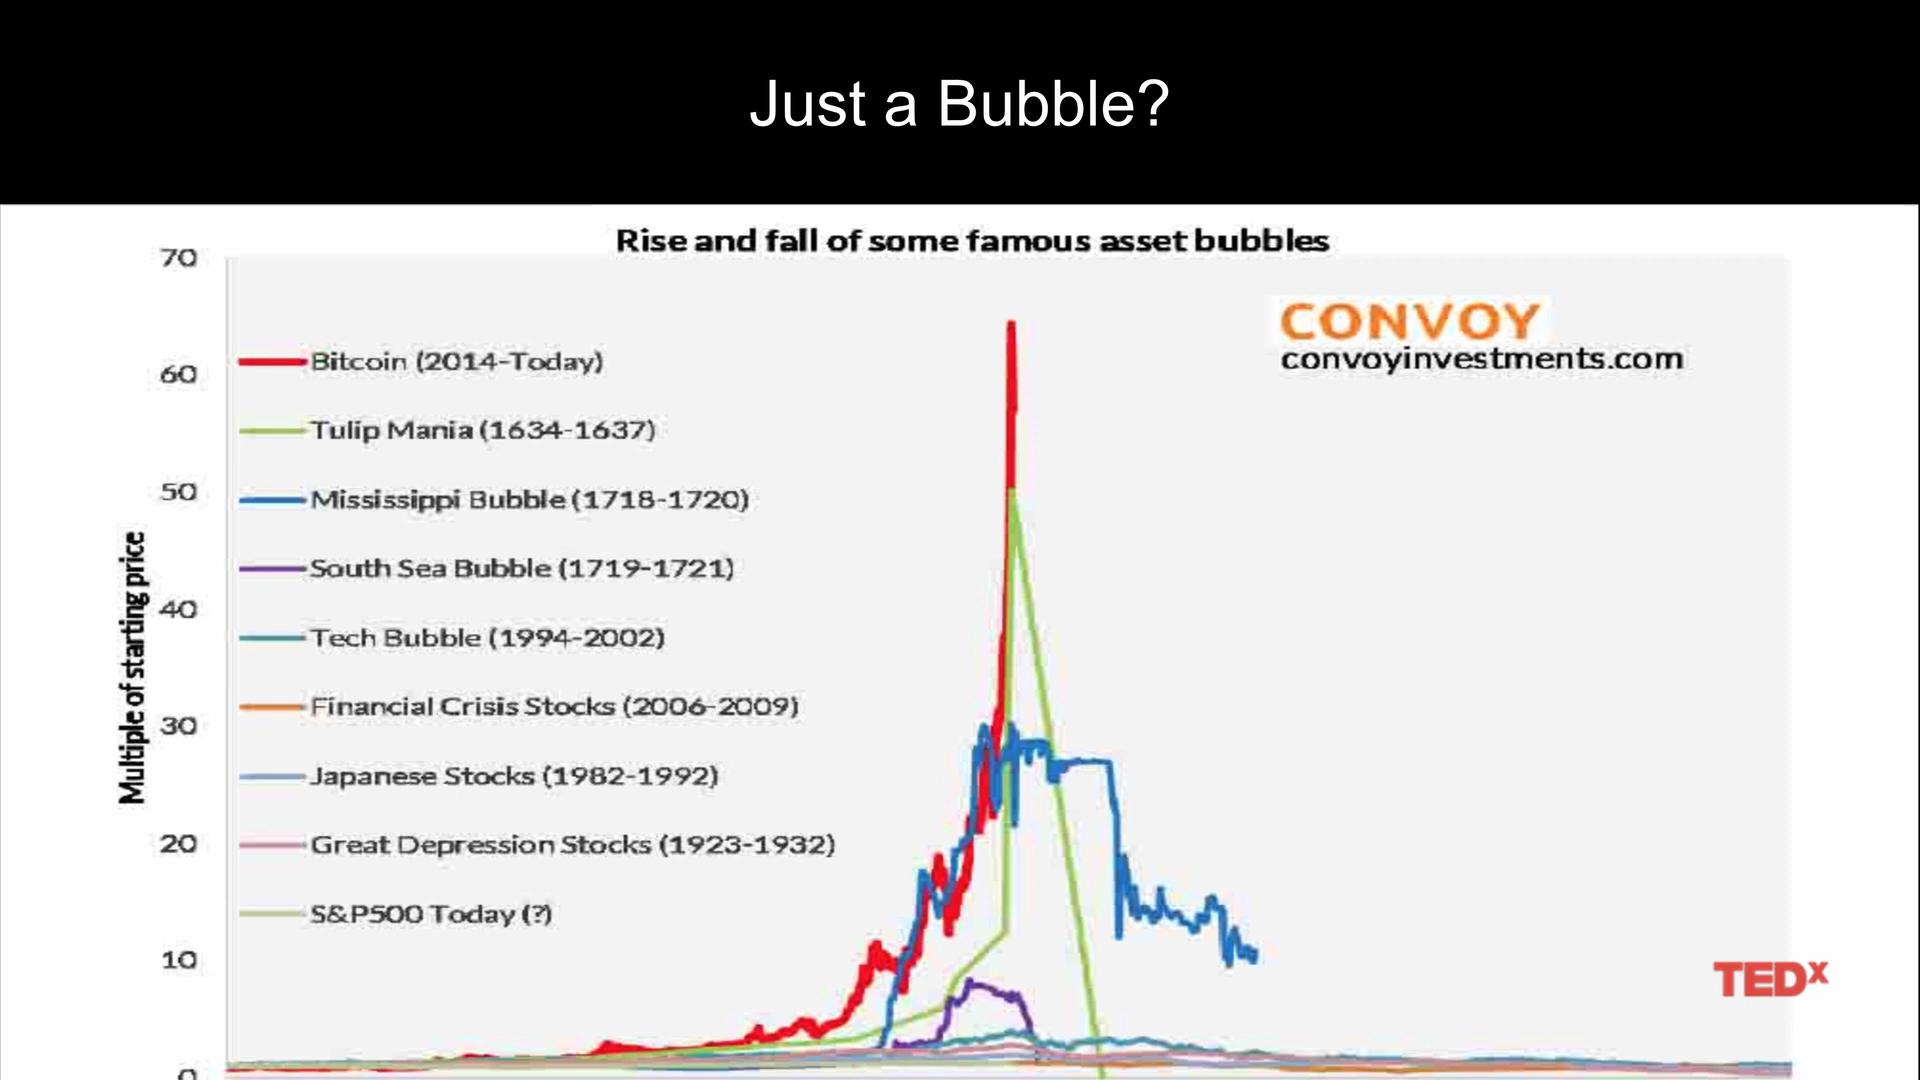 Just a Bubble?
Rise and fall of some famous asset bubbles
CONVOY
convoyinvestments.com
Multiple of starting price
70
60
50
40
30
20
10
0
Bitcoin (2014-Today)
Tulip Mania (1634-1637)
Mississippi Bubble (1718-1720)
South Sea Bubble (1719-1721)
Tech Bubble (1994-2002)
Financial Crisis Stocks (2006-2009)
Japanese Stocks (1982-1992)
Great Depression Stocks (1923-1932)
S&P500 Today (?)
TEDx